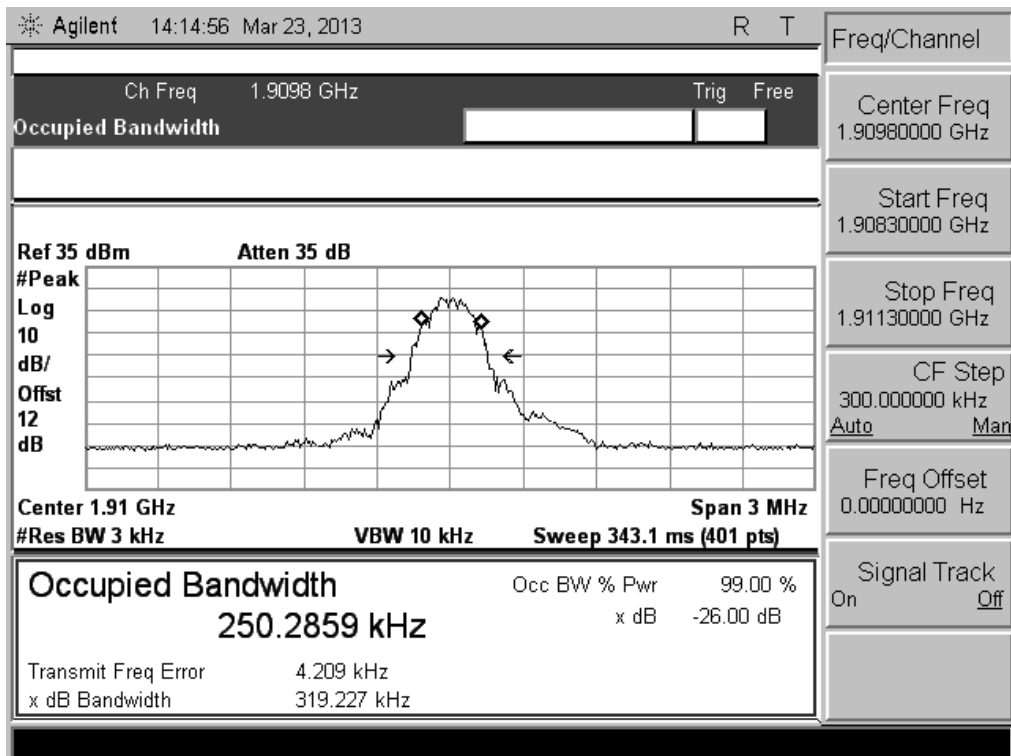 Agilent 14:14:56 Mar 23, 2013 R T
Freq/Channel
Ch Freq 1.9098 GHz Trig Free
Occupied Bandwidth
Center Freq
1.90980000 GHz
Start Freq
1.90830000 GHz
Stop Freq
1.91130000 GHz
CF Step
300.000000 kHz
Auto Man
Freq Offset
0.00000000 Hz
Signal Track
On Off
Ref 35 dBm Atten 35 dB
#Peak
Log
10
dB/
Offst
12
dB
Center 1.91 GHz Span 3 MHz
#Res BW 3 kHz VBW 10 kHz Sweep 343.1 ms (401 pts)
Occupied Bandwidth Occ BW % Pwr 99.00 %
250.2859 kHz x dB -26.00 dB
Transmit Freq Error 4.209 kHz
x dB Bandwidth 319.227 kHz